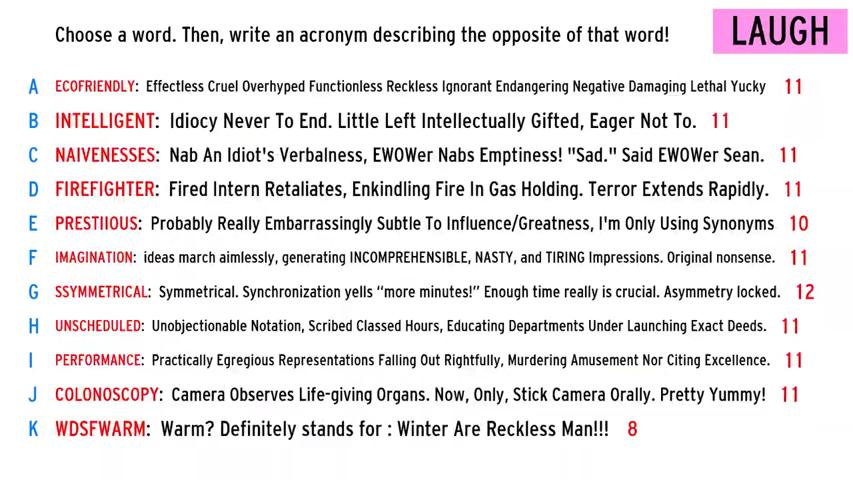 Choose a word. Then, write an acronym describing the opposite of that word!
LAUGH
A ECOFRIENDLY: Effectless Cruel Overhyped Functionless Reckless Ignorant Endangering Negative Damaging Lethal Yucky 11
B INTELLIGENT: Idiocy Never To End. Little Left Intellectually Gifted, Eager Not To. 11
C NAIVENESSES: Nab An Idiot's Verbalness, EWOWer Nabs Emptiness! "Sad." Said EWOWer Sean. 11
D FIREFIGHTER: Fired Intern Retaliates, Enkindling Fire In Gas Holding. Terror Extends Rapidly. 11
E PRESTIIOUS: Probably Really Embarrassingly Subtle To Influence/Greatness, I'm Only Using Synonyms 10
F IMAGINATION: ideas march aimlessly, generating INCOMPREHENSIBLE, NASTY, and TIRING Impressions. Original nonsense. 11
G SSYMMETRICAL: Symmetrical. Synchronization yells “more minutes!” Enough time really is crucial. Asymmetry locked. 12
H UNSCHEDULED: Unobjectionable Notation, Scribed Classed Hours, Educating Departments Under Launching Exact Deeds. 11
I PERFORMANCE: Practically Egregious Representations Falling Out Rightfully, Murdering Amusement Nor Citing Excellence. 11
J COLONOSCOPY: Camera Observes Life-giving Organs. Now, Only, Stick Camera Orally. Pretty Yummy! 11
K WDSFWARM: Warm? Definitely stands for : Winter Are Reckless Man!!! 8